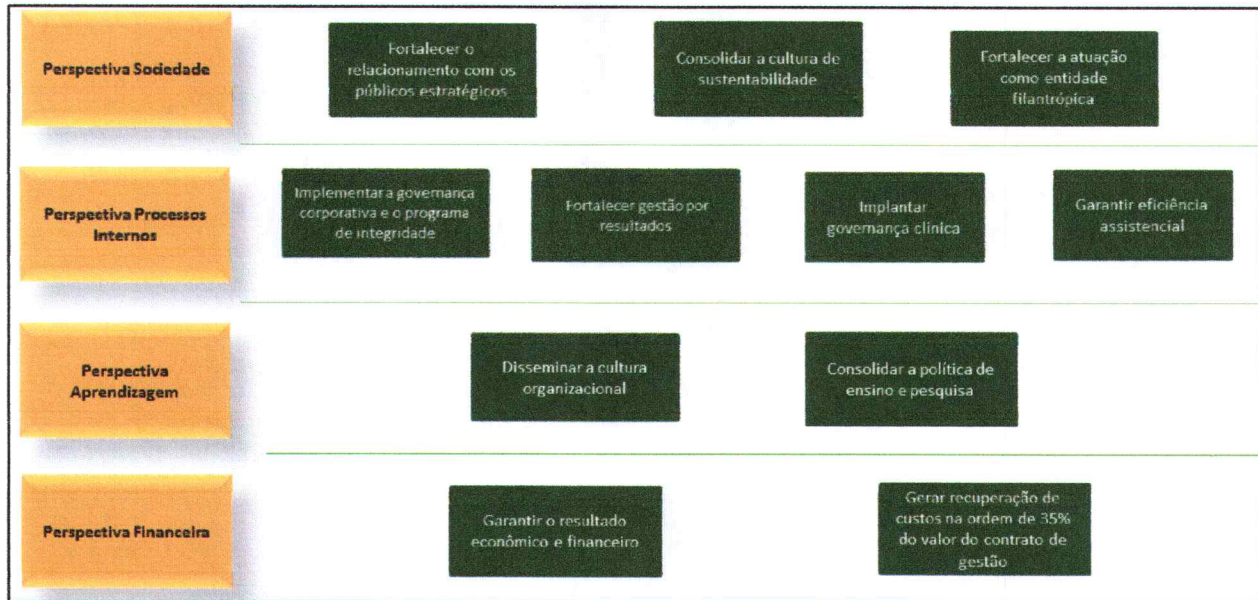 Perspectiva Sociedade
Fortalecer o
relacionamento com os
públicos estratégicos
Consolidar a cultura de
sustentabilidade
Fortalecer a atuação
como entidade
filantrópica
Perspectiva Processos
Internos
Implementar a governança
corporativa e o programa
de integridade
Fortalecer gestão por
resultados
Implantar
governança clínica
Garantir eficiência
assistencial
Perspectiva
Aprendizagem
Disseminar a cultura
organizacional
Consolidar a política de
ensino e pesquisa
Perspectiva Financeira
Garantir o resultado
econômico e financeiro
Gerar recuperação de
custos na ordem de 35%
do valor do contrato de
gestão